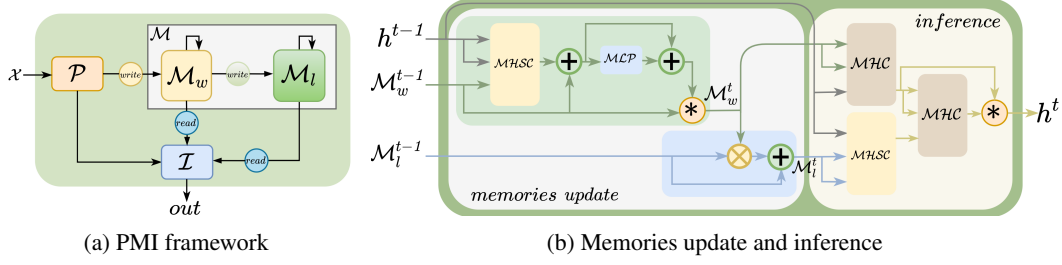 ℳ
𝒳
𝒫
write
ℳ_w
write
ℳ_l
read
read
ℐ
out
(a) PMI framework
inference
h^{t-1}
ℳ_w^{t-1}
ℳ_l^{t-1}
ℳℋ𝒮𝒞
+
ℳℒ𝒫
+
*
ℳ_w^t
⊗
+
ℳ_l^t
memories update
ℳℋ𝒞
ℳℋ𝒞
ℳℋ𝒮𝒞
*
h^t
(b) Memories update and inference